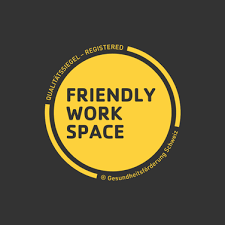 QUALITÄTSSIEGEL – REGISTERED
FRIENDLY
WORK
SPACE
© Gesundheitsförderung Schweiz